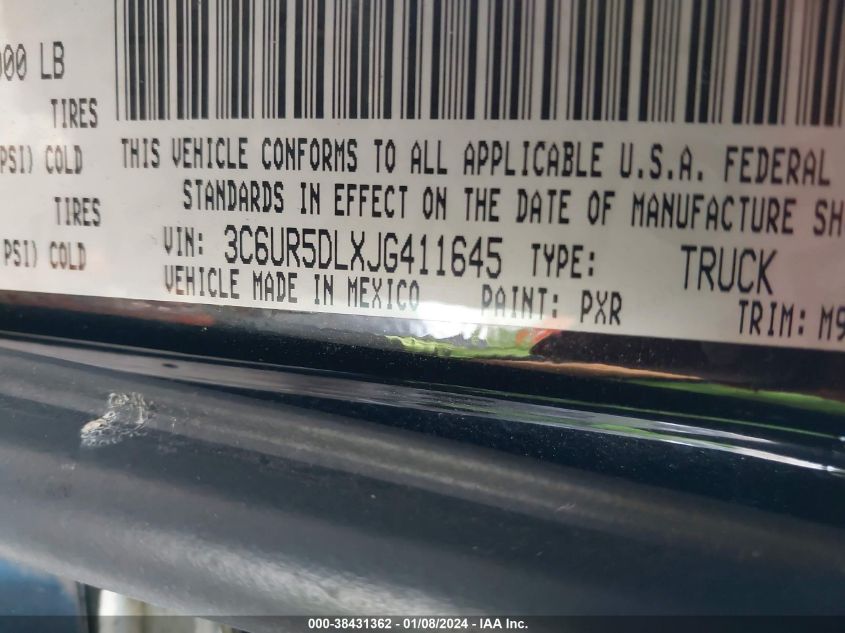 000 LB
TIRES
PSI) COLD
TIRES
PSI) COLD
THIS VEHICLE CONFORMS TO ALL APPLICABLE U.S.A. FEDERAL
STANDARDS IN EFFECT ON THE DATE OF MANUFACTURE SH
VIN: 3C6UR5DLXJG411645 TYPE: TRUCK
VEHICLE MADE IN MEXICO PAINT: PXR TRIM: M9
000-38431362 - 01/08/2024 - IAA Inc.